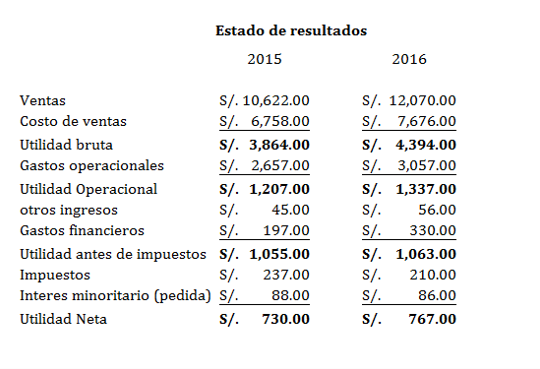 Estado de resultados
2015 2016
Ventas S/. 10,622.00 S/. 12,070.00
Costo de ventas S/. 6,758.00 S/. 7,676.00
Utilidad bruta S/. 3,864.00 S/. 4,394.00
Gastos operacionales S/. 2,657.00 S/. 3,057.00
Utilidad Operacional S/. 1,207.00 S/. 1,337.00
otros ingresos S/. 45.00 S/. 56.00
Gastos financieros S/. 197.00 S/. 330.00
Utilidad antes de impuestos S/. 1,055.00 S/. 1,063.00
Impuestos S/. 237.00 S/. 210.00
Interes minoritario (pedida) S/. 88.00 S/. 86.00
Utilidad Neta S/. 730.00 S/. 767.00